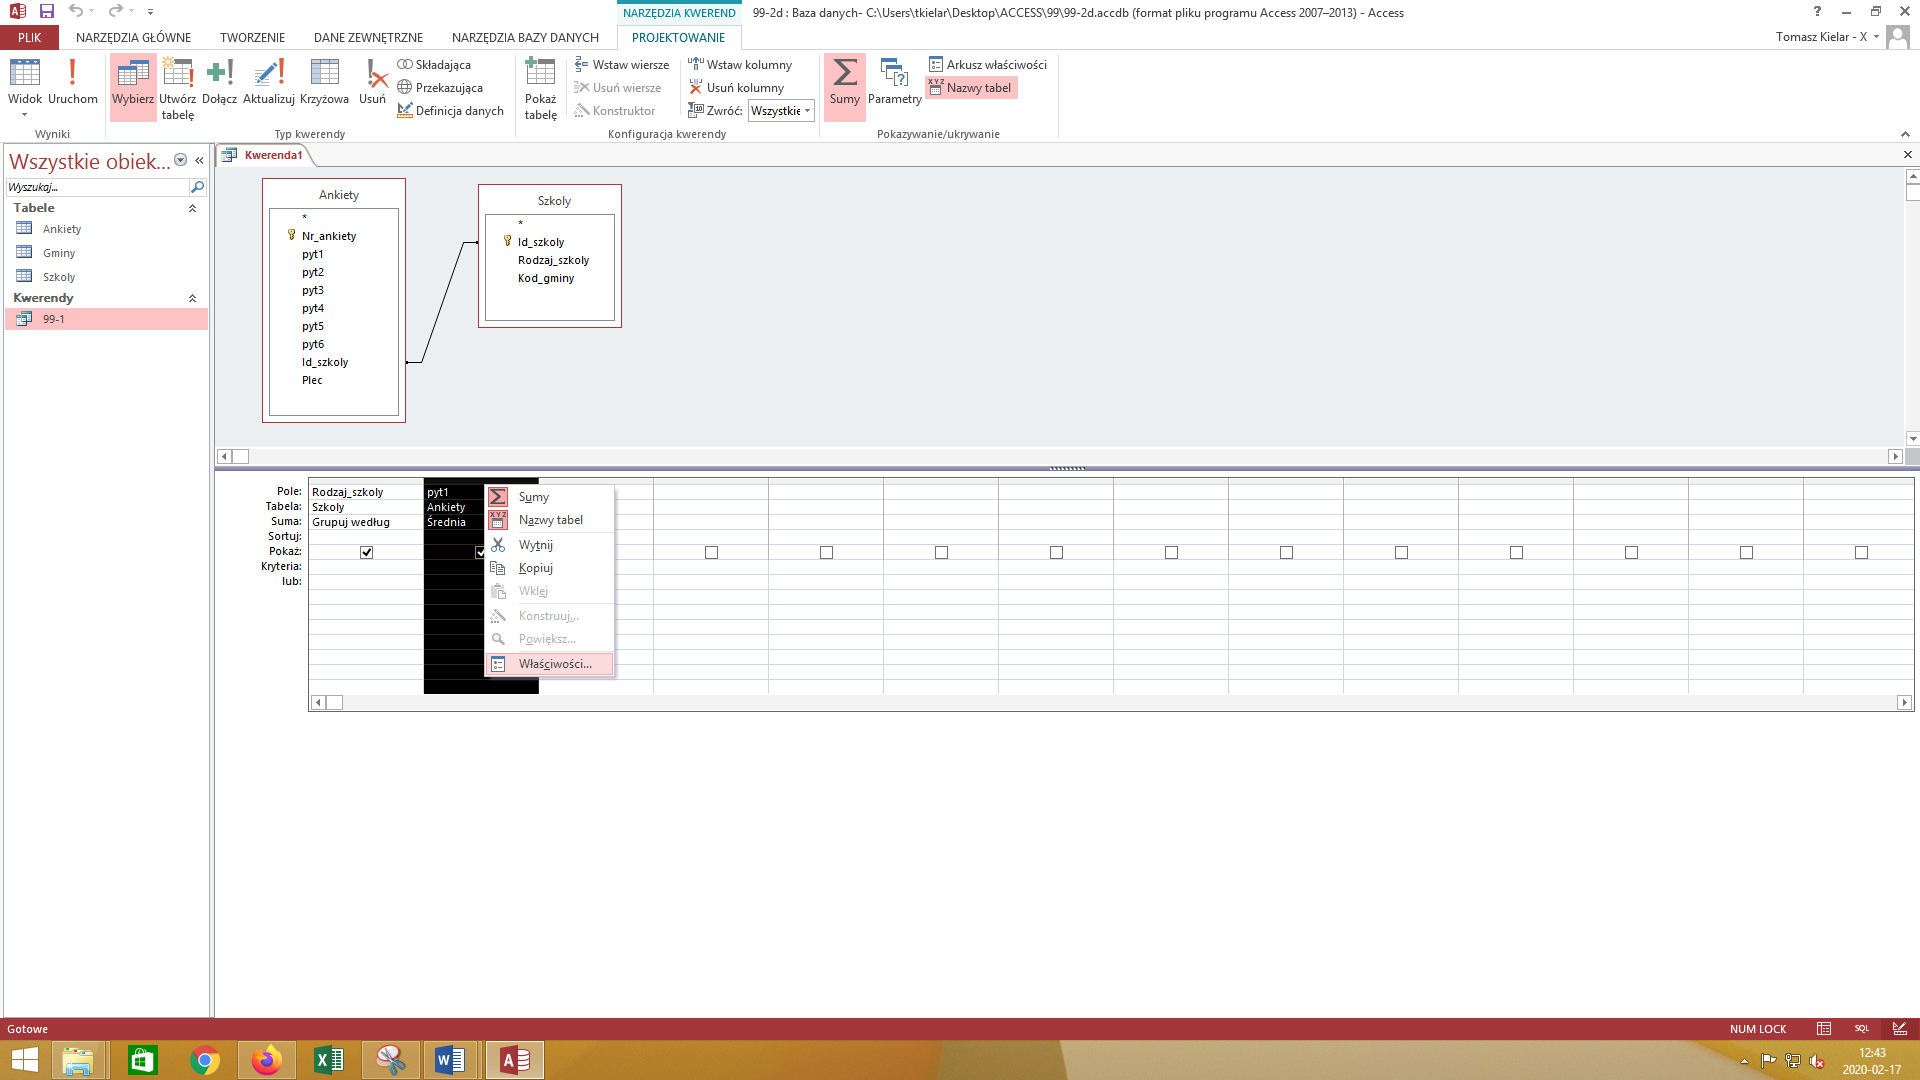 NARZĘDZIA KWEREND
99-2d : Baza danych- C:\Users\tkielar\Desktop\ACCESS\99\99-2d.accdb (format pliku programu Access 2007–2013) - Access
PLIK
NARZĘDZIA GŁÓWNE
TWORZENIE
DANE ZEWNĘTRZNE
NARZĘDZIA BAZY DANYCH
PROJEKTOWANIE
Tomasz Kielar - X
Widok
Uruchom
Wyniki
Wybierz
Utwórz tabelę
Dołącz
Aktualizuj
Krzyżowa
Usuń
Składająca
Przekazująca
Definicja danych
Typ kwerendy
Pokaż tabelę
Wstaw wiersze
Usuń wiersze
Konstruktor
Wstaw kolumny
Usuń kolumny
Zwróć: Wszystkie
Konfiguracja kwerendy
Sumy
Parametry
Arkusz właściwości
Nazwy tabel
Pokazywanie/ukrywanie
Wszystkie obiek...
Wyszukaj...
Tabele
Ankiety
Gminy
Szkoly
Kwerendy
99-1
Kwerenda1
Ankiety
*
Nr_ankiety
pyt1
pyt2
pyt3
pyt4
pyt5
pyt6
Id_szkoly
Plec
Szkoly
*
Id_szkoly
Rodzaj_szkoly
Kod_gminy
Pole: Rodzaj_szkoly pyt1
Tabela: Szkoly Ankiety
Suma: Grupuj według Średnia
Sortuj:
Pokaż:
Kryteria:
lub:
Sumy
Nazwy tabel
Wytnij
Kopiuj
Wklej
Konstruuj...
Powiększ...
Właściwości...
Gotowe
NUM LOCK
SQL
12:43
2020-02-17